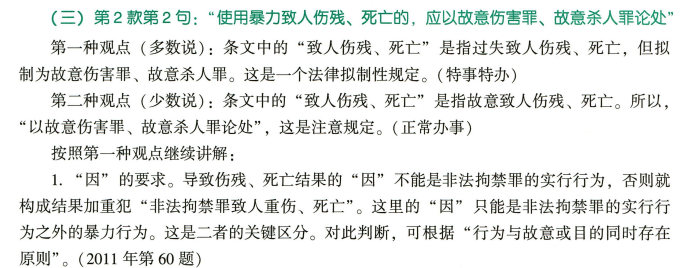 （三）第2款第2句：“使用暴力致人伤残、死亡的，应以故意伤害罪、故意杀人罪论处”
第一种观点（多数说）：条文中的“致人伤残、死亡”是指过失致人伤残、死亡，但拟
制为故意伤害罪、故意杀人罪。这是一个法律拟制性规定。（特事特办）
第二种观点（少数说）：条文中的“致人伤残、死亡”是指故意致人伤残、死亡。所以，
“以故意伤害罪、故意杀人罪论处”，这是注意规定。（正常办事）
按照第一种观点继续讲解：
1. “因”的要求。导致伤残、死亡结果的“因”不能是非法拘禁罪的实行行为，否则就
构成结果加重犯“非法拘禁罪致人重伤、死亡”。这里的“因”只能是非法拘禁罪的实行行
为之外的暴力行为。这是二者的关键区分。对此判断，可根据“行为与故意或目的同时存在
原则”。（2011年第60题）